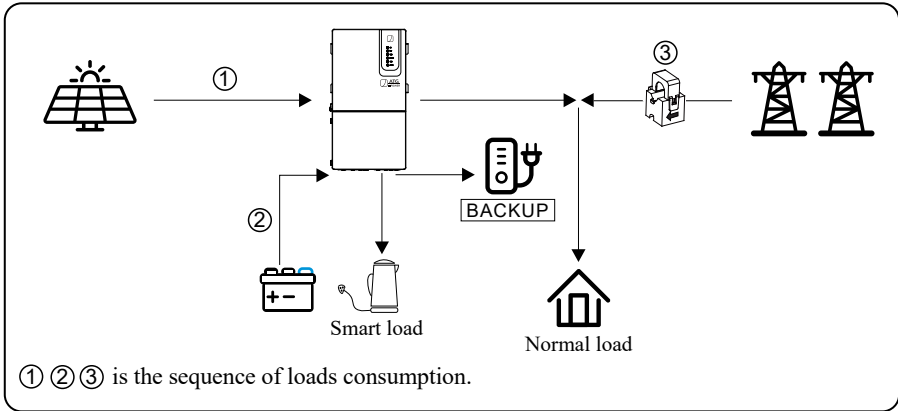 ①
③
②
BACKUP
+ -
Smart load
Normal load
① ② ③ is the sequence of loads consumption.